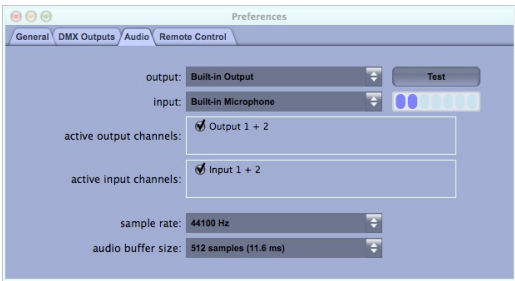 Preferences
General DMX Outputs Audio Remote Control
output: Built-in Output Test
input: Built-in Microphone
active output channels: Output 1 + 2
active input channels: Input 1 + 2
sample rate: 44100 Hz
audio buffer size: 512 samples (11.6 ms)